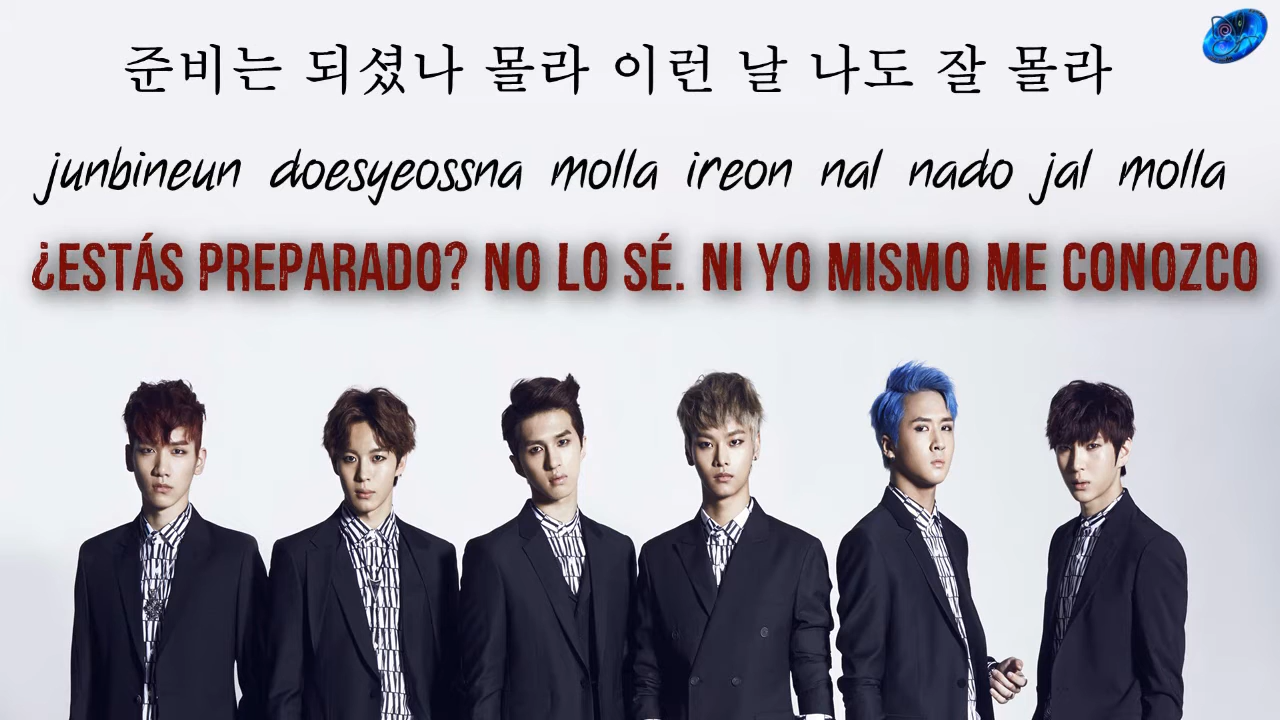 준비는 되셨나 몰라 이런 날 나도 잘 몰라
junbineun doesyeossna molla ireon nal nado jal molla
¿ESTÁS PREPARADO? NO LO SÉ. NI YO MISMO ME CONOZCO